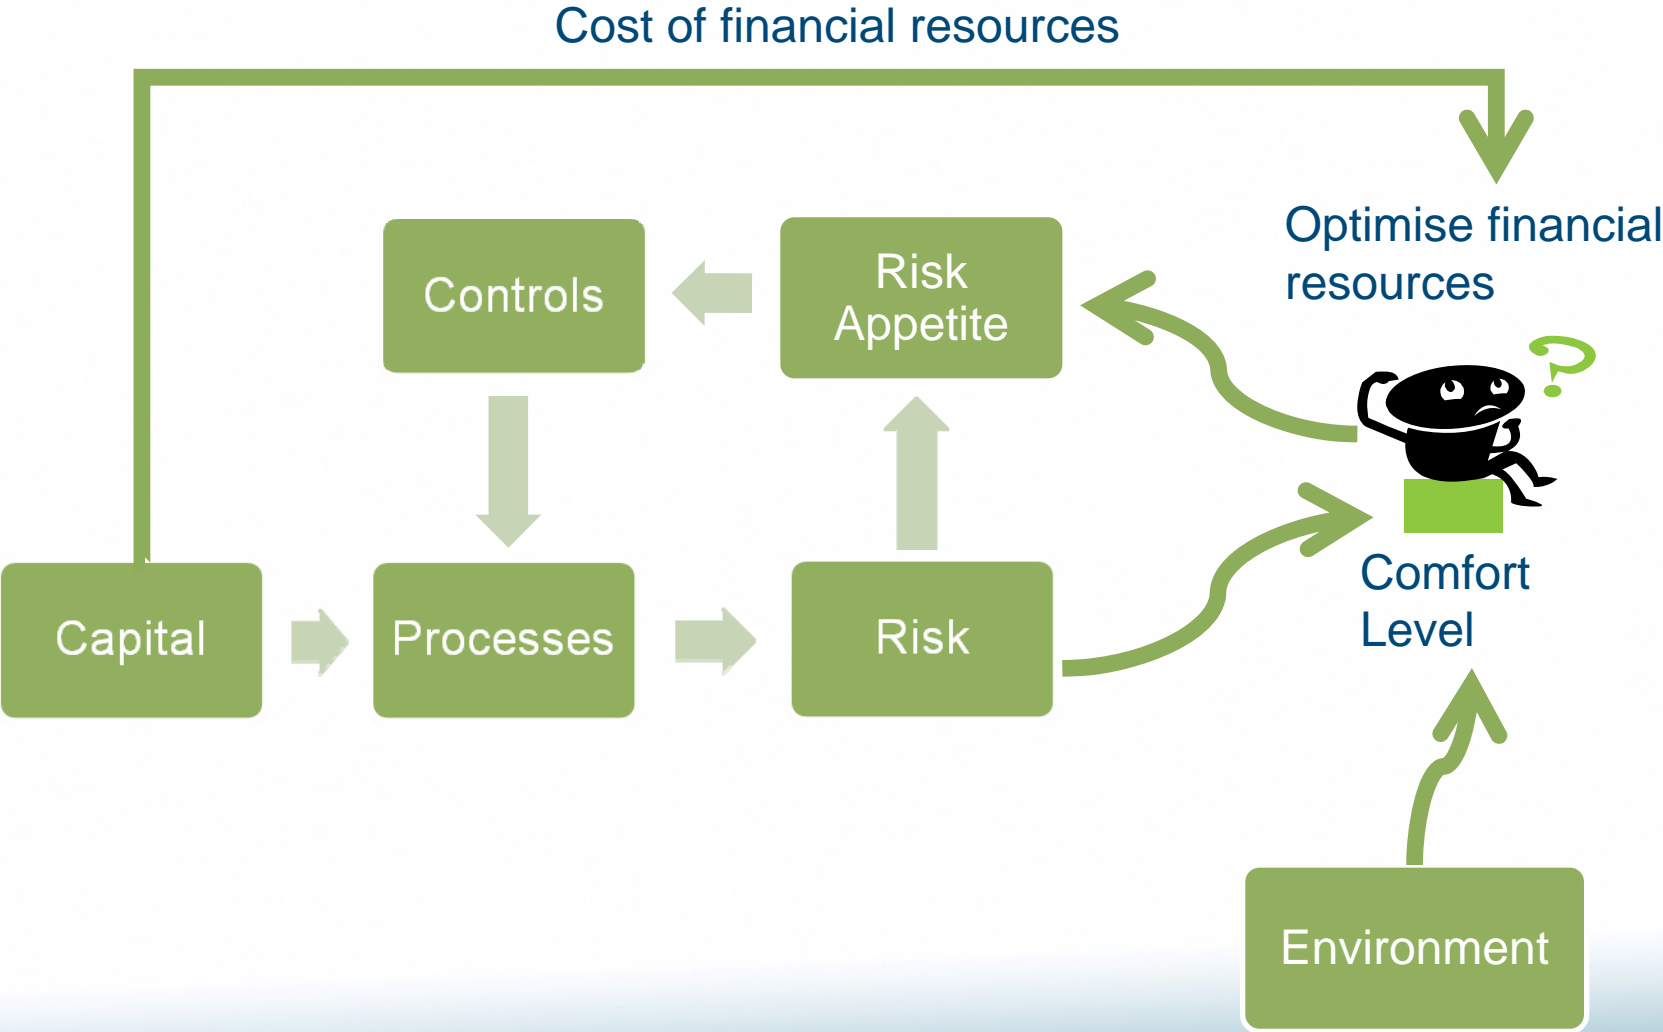 Cost of financial resources
Optimise financial
resources
Controls
Risk
Appetite
Capital
Processes
Risk
?
Comfort
Level
Environment